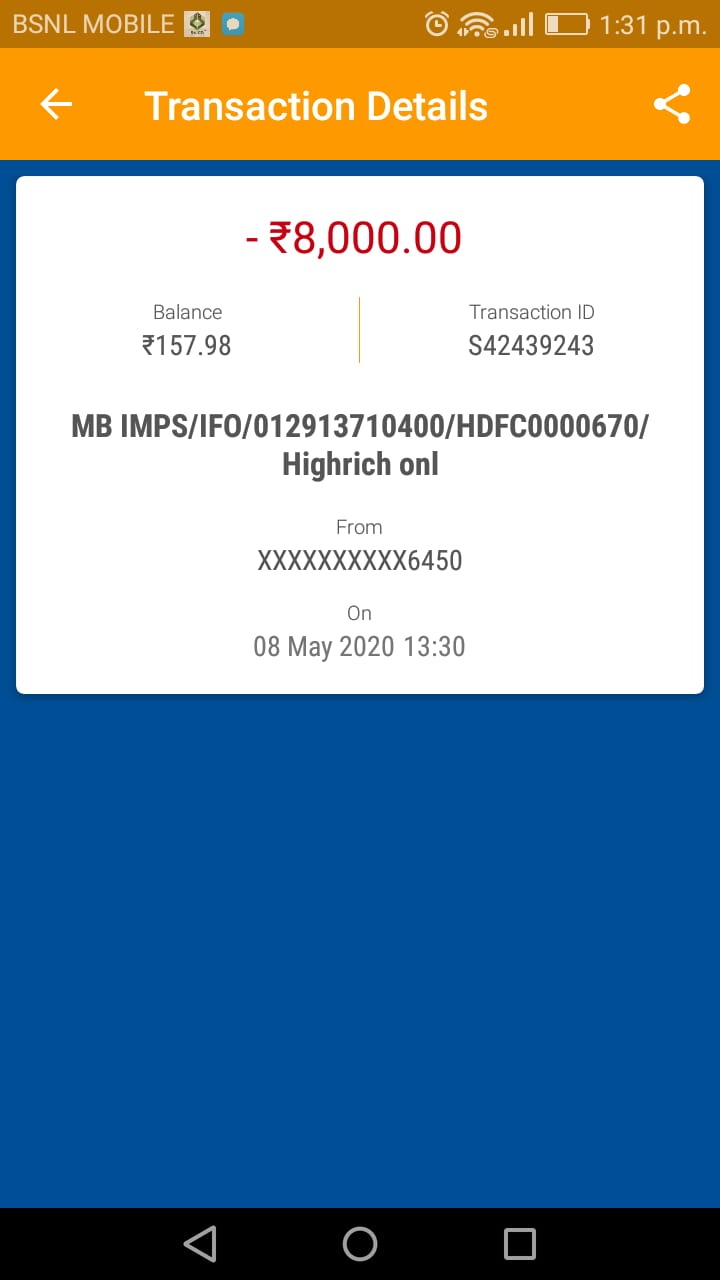 BSNL MOBILE 1:31 p.m.
Transaction Details
- ₹8,000.00
Balance
₹157.98
Transaction ID
S42439243
MB IMPS/IFO/012913710400/HDFC0000670/
Highrich onl
From
XXXXXXXXXX6450
On
08 May 2020 13:30